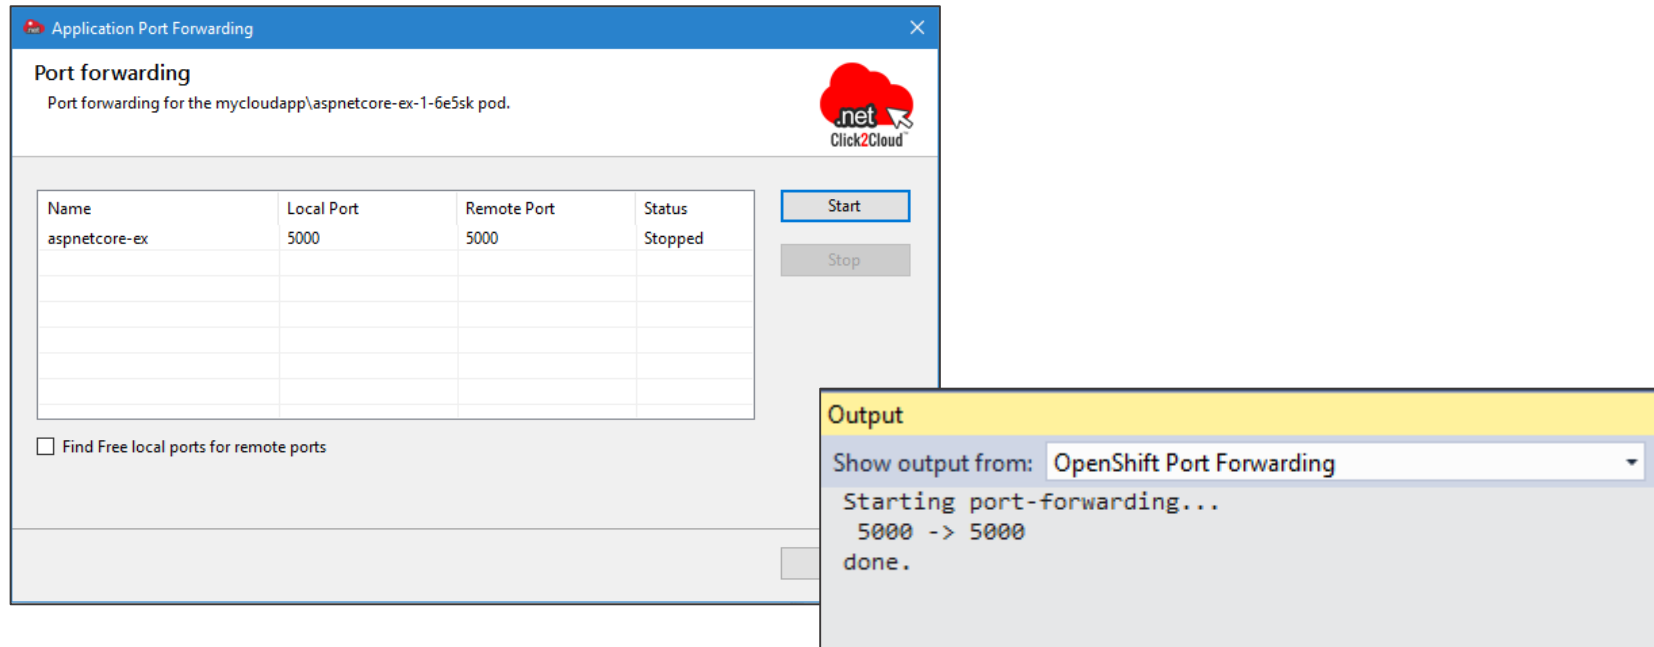 Application Port Forwarding
Port forwarding
Port forwarding for the mycloudapp\aspnetcore-ex-1-6e5sk pod.
.net
Click2Cloud™
Name Local Port Remote Port Status
aspnetcore-ex 5000 5000 Stopped
Start
Stop
Find Free local ports for remote ports
Output
Show output from: OpenShift Port Forwarding
Starting port-forwarding...
5000 -> 5000
done.